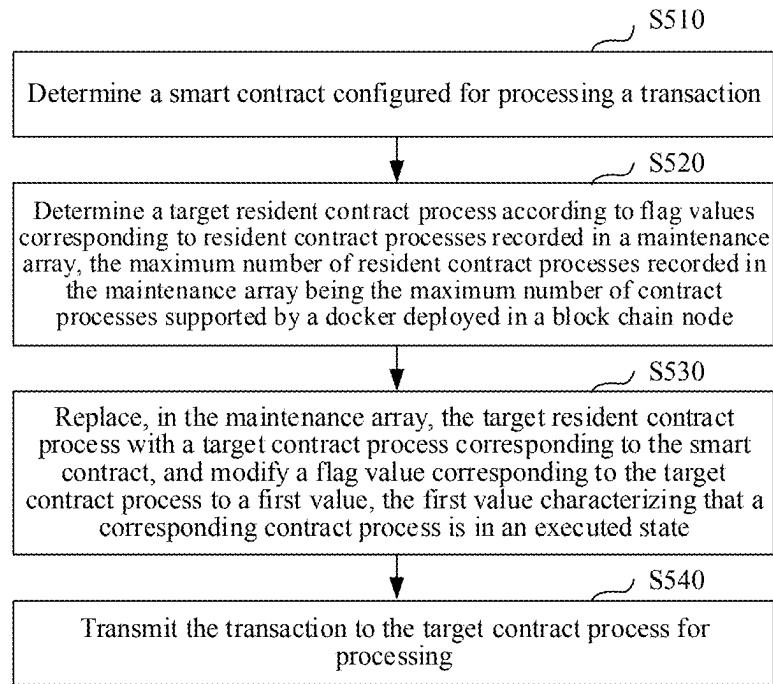 S510
Determine a smart contract configured for processing a transaction
S520
Determine a target resident contract process according to flag values
corresponding to resident contract processes recorded in a maintenance
array, the maximum number of resident contract processes recorded in
the maintenance array being the maximum number of contract
processes supported by a docker deployed in a block chain node
S530
Replace, in the maintenance array, the target resident contract
process with a target contract process corresponding to the smart
contract, and modify a flag value corresponding to the target
contract process to a first value, the first value characterizing that a
corresponding contract process is in an executed state
S540
Transmit the transaction to the target contract process for
processing